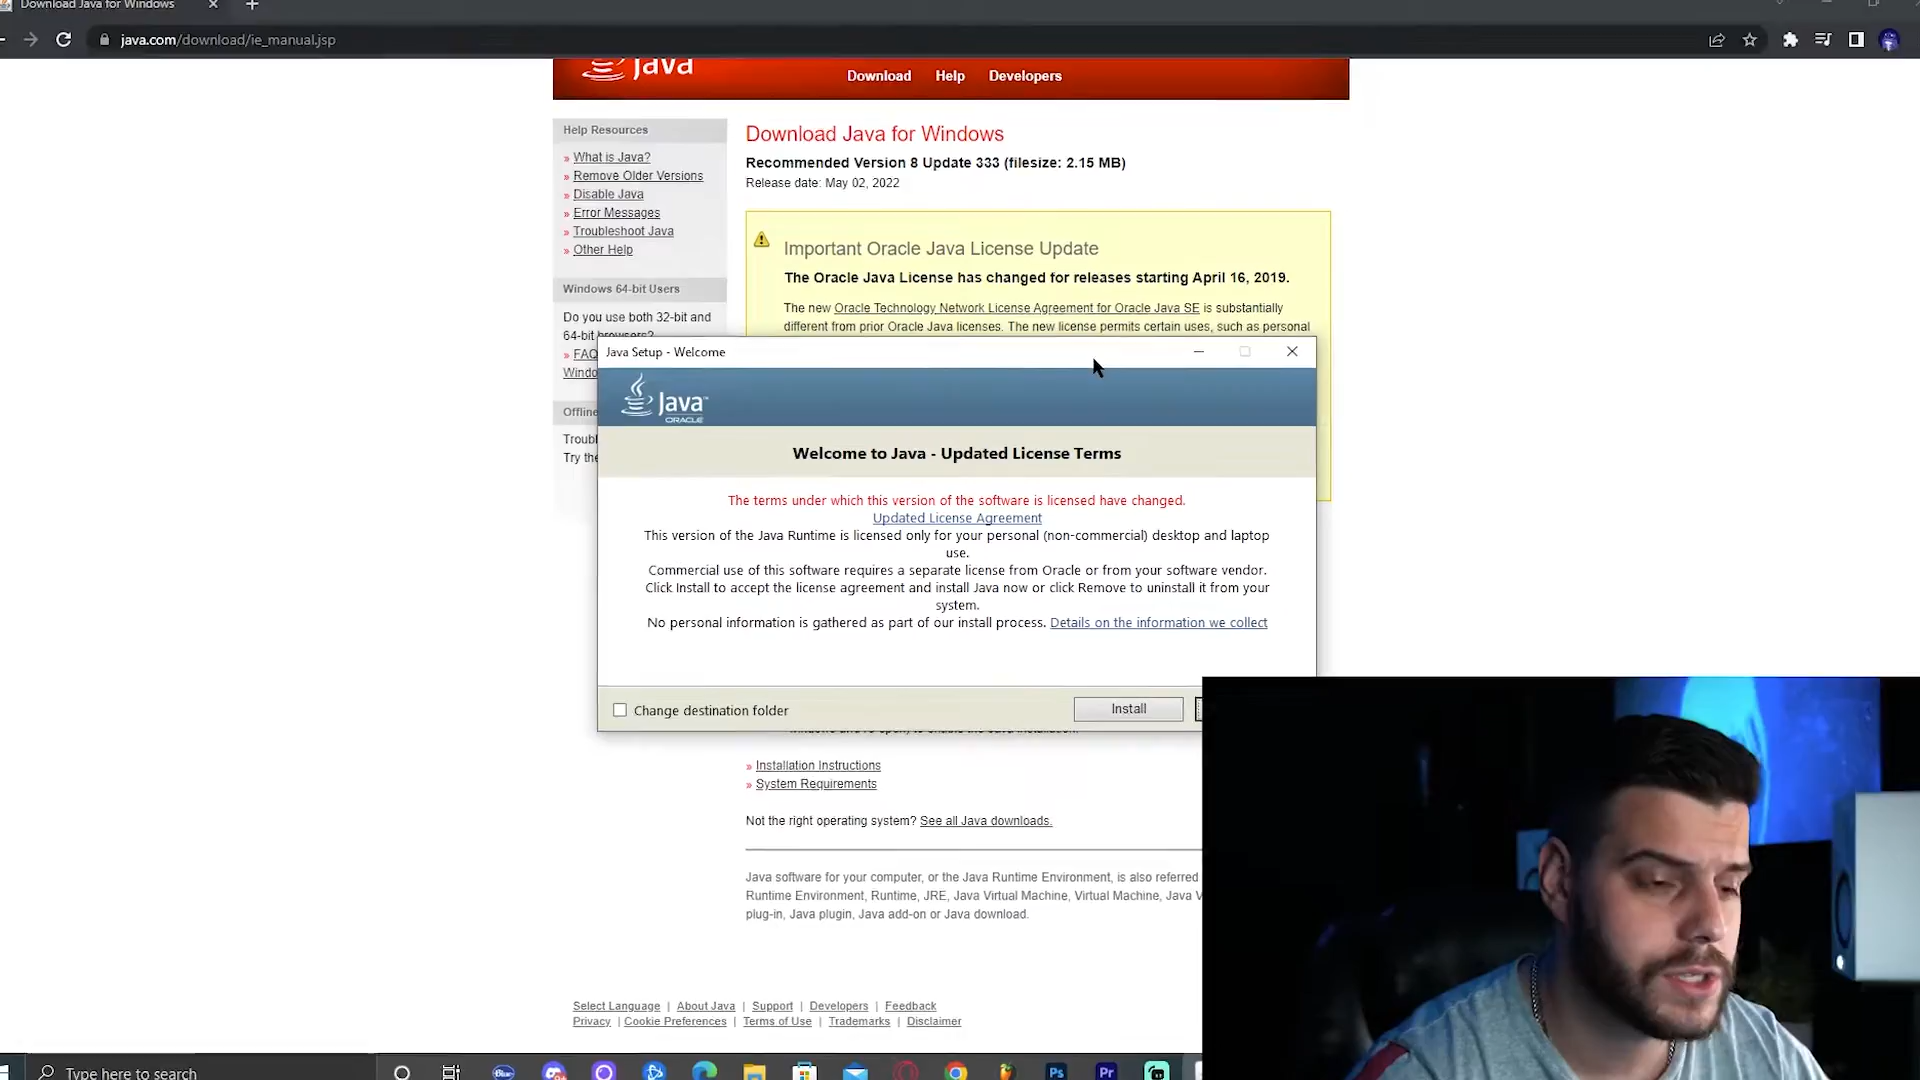 Download Java for Windows
java.com/download/ie_manual.jsp
Java
Download
Help
Developers
Help Resources
» What is Java?
» Remove Older Versions
» Disable Java
» Error Messages
» Troubleshoot Java
» Other Help
Windows 64-bit Users
Do you use both 32-bit and
64-bit browsers?
» FAQ
Windo
Offline
Troubl
Try the
Download Java for Windows
Recommended Version 8 Update 333 (filesize: 2.15 MB)
Release date: May 02, 2022
Important Oracle Java License Update
The Oracle Java License has changed for releases starting April 16, 2019.
The new Oracle Technology Network License Agreement for Oracle Java SE is substantially
different from prior Oracle Java licenses. The new license permits certain uses, such as personal
Java Setup - Welcome
Java™
ORACLE
Welcome to Java - Updated License Terms
The terms under which this version of the software is licensed have changed.
Updated License Agreement
This version of the Java Runtime is licensed only for your personal (non-commercial) desktop and laptop
use.
Commercial use of this software requires a separate license from Oracle or from your software vendor.
Click Install to accept the license agreement and install Java now or click Remove to uninstall it from your
system.
No personal information is gathered as part of our install process. Details on the information we collect
Change destination folder
Install
» Installation Instructions
» System Requirements
Not the right operating system? See all Java downloads.
Java software for your computer, or the Java Runtime Environment, is also referred
Runtime Environment, Runtime, JRE, Java Virtual Machine, Virtual Machine, Java V
plug-in, Java plugin, Java add-on or Java download.
Select Language | About Java | Support | Developers | Feedback
Privacy | Cookie Preferences | Terms of Use | Trademarks | Disclaimer
Type here to search
Blue
Ps
Pr